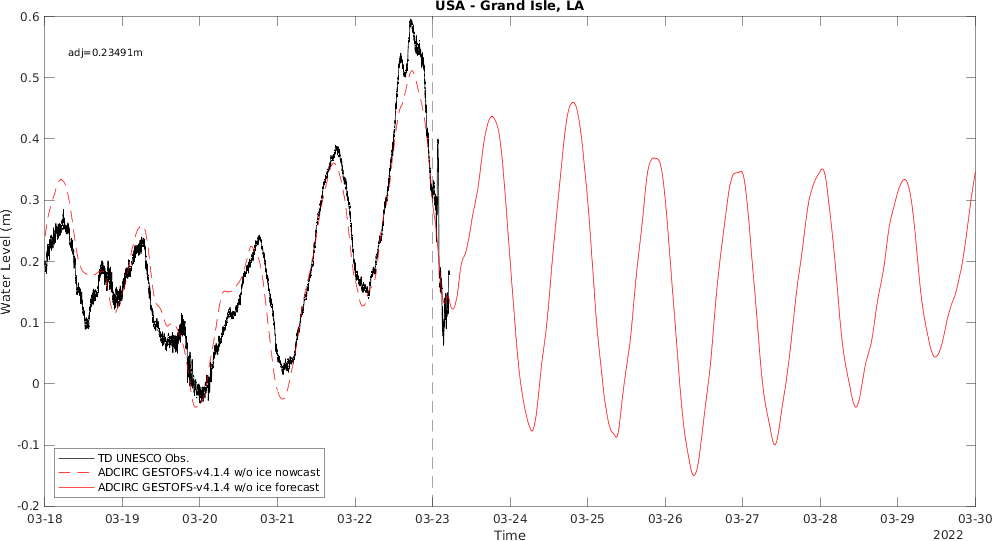 USA - Grand Isle, LA
adj=0.23491m
0.6
0.5
0.4
0.3
0.2
0.1
0
-0.1
-0.2
Water Level (m)
TD UNESCO Obs.
ADCIRC GESTOFS-v4.1.4 w/o ice nowcast
ADCIRC GESTOFS-v4.1.4 w/o ice forecast
03-18 03-19 03-20 03-21 03-22 03-23 03-24 03-25 03-26 03-27 03-28 03-29 03-30
Time
2022